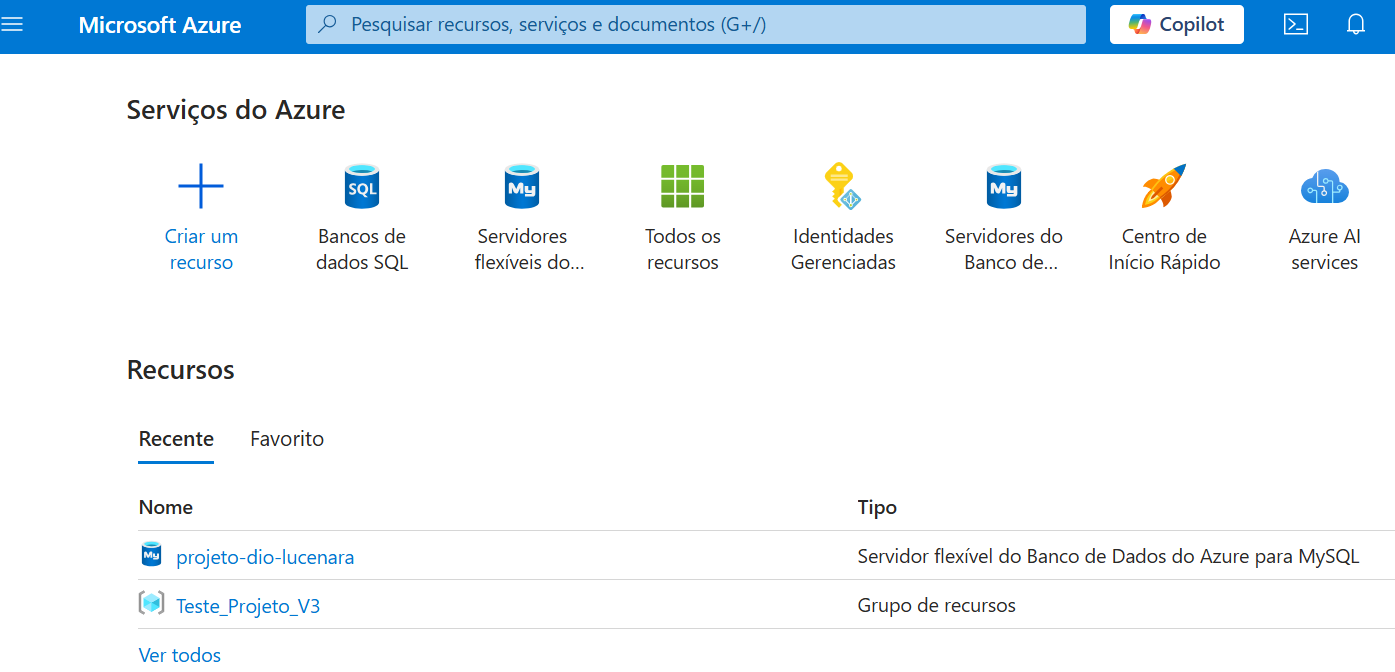 Microsoft Azure
Pesquisar recursos, serviços e documentos (G+/)
Copilot
Serviços do Azure
Criar um
recurso
SQL
Bancos de
dados SQL
My
Servidores
flexíveis do...
Todos os
recursos
Identidades
Gerenciadas
My
Servidores do
Banco de...
Centro de
Início Rápido
Azure AI
services
Recursos
Recente Favorito
Nome Tipo
My projeto-dio-lucenara Servidor flexível do Banco de Dados do Azure para MySQL
Teste_Projeto_V3 Grupo de recursos
Ver todos